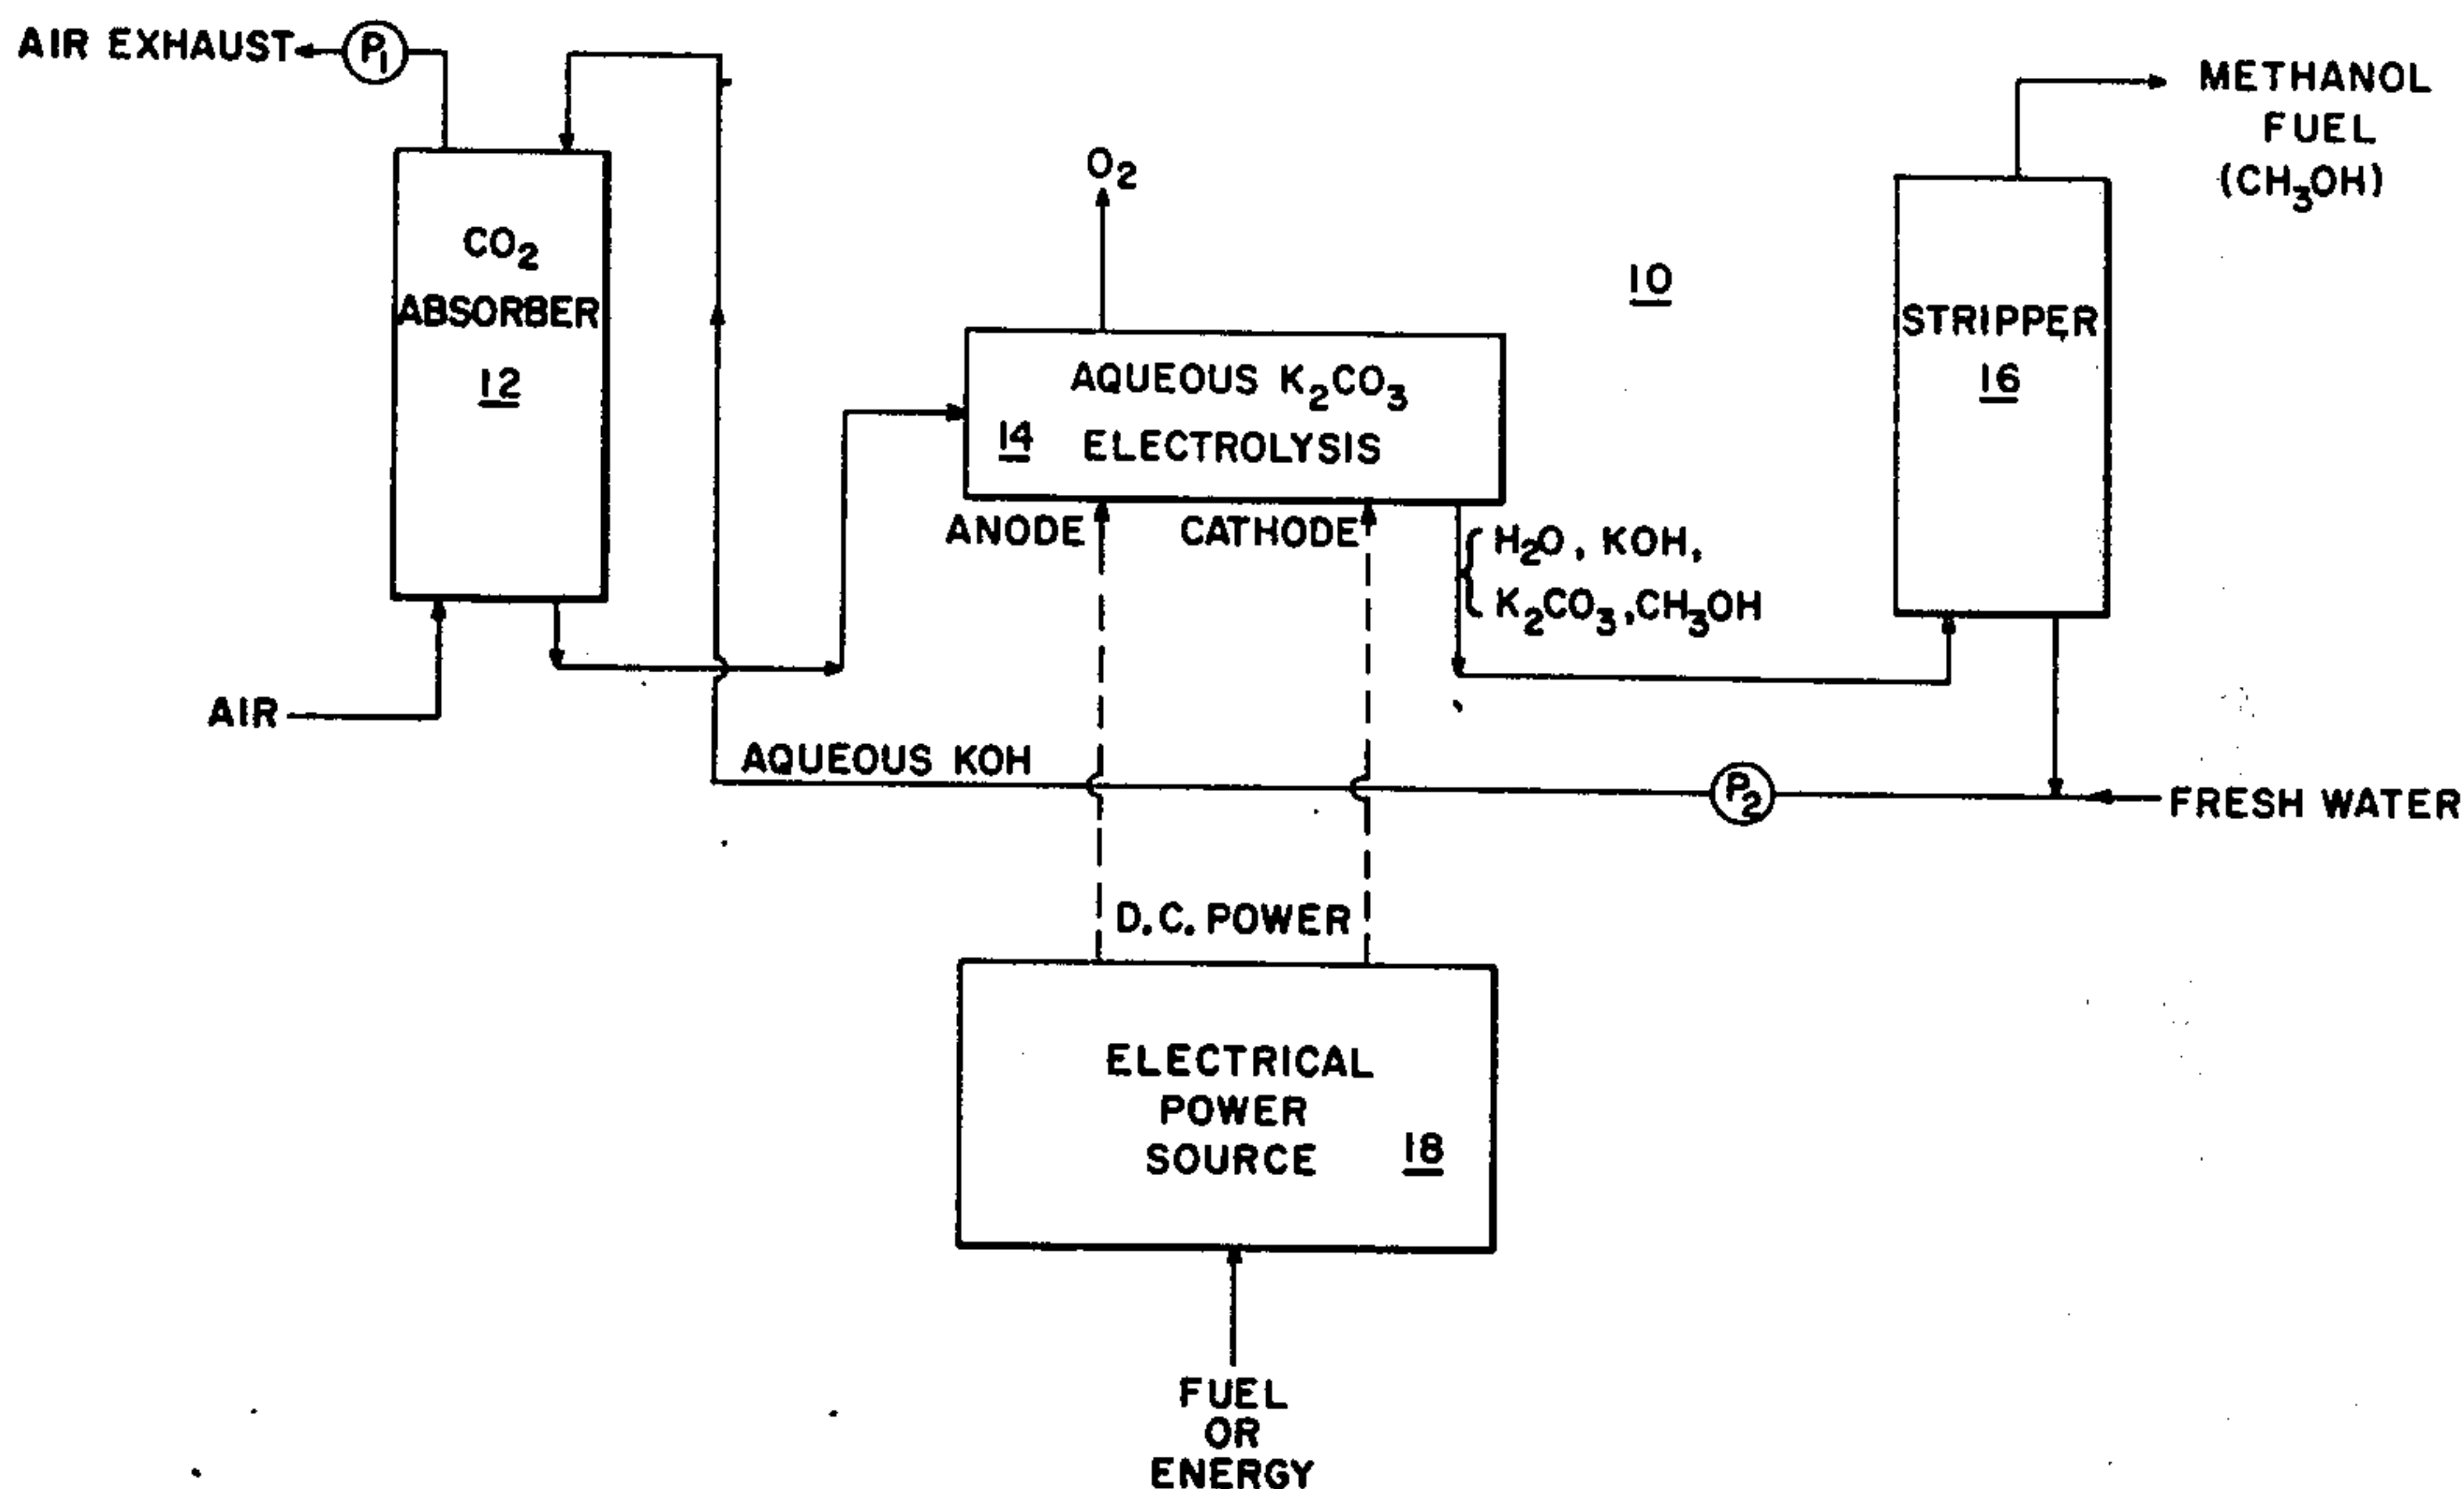 AIR EXHAUST
P1
METHANOL
FUEL
(CH3OH)
O2
CO2
ABSORBER
12
10
STRIPPER
16
AQUEOUS K2CO3
14 ELECTROLYSIS
ANODE
CATHODE
H2O, KOH,
K2CO3, CH3OH
AIR
AQUEOUS KOH
P2
FRESH WATER
D.C. POWER
ELECTRICAL
POWER
SOURCE 18
FUEL
OR
ENERGY